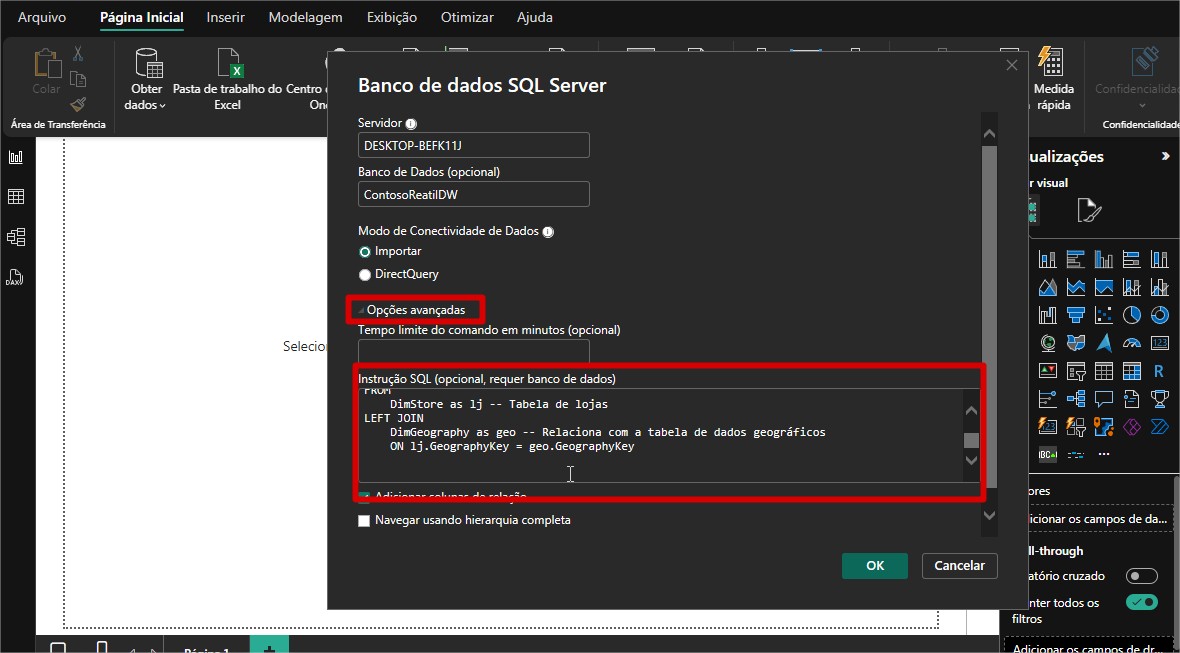 Arquivo Página Inicial Inserir Modelagem Exibição Otimizar Ajuda
Colar
Área de Transferência
Obter dados
Pasta de trabalho do Excel
Centro
Medida rápida
Confidencialidade
Banco de dados SQL Server
Servidor
DESKTOP-BEFK11J
Banco de Dados (opcional)
ContosoReatilDW
Modo de Conectividade de Dados
Importar
DirectQuery
Opções avançadas
Tempo limite do comando em minutos (opcional)
Instrução SQL (opcional, requer banco de dados)
FROM
DimStore as lj -- Tabela de lojas
LEFT JOIN
DimGeography as geo -- Relaciona com a tabela de dados geográficos
ON lj.GeographyKey = geo.GeographyKey
Adicionar colunas de relação
Navegar usando hierarquia completa
OK Cancelar
Selecio
DAX
ualizações
r visual
123
R
123
ABC
ores
icionar os campos de da...
ll-through
atório cruzado
nter todos os
filtros
Adicionar os campos de dr...
Página 1